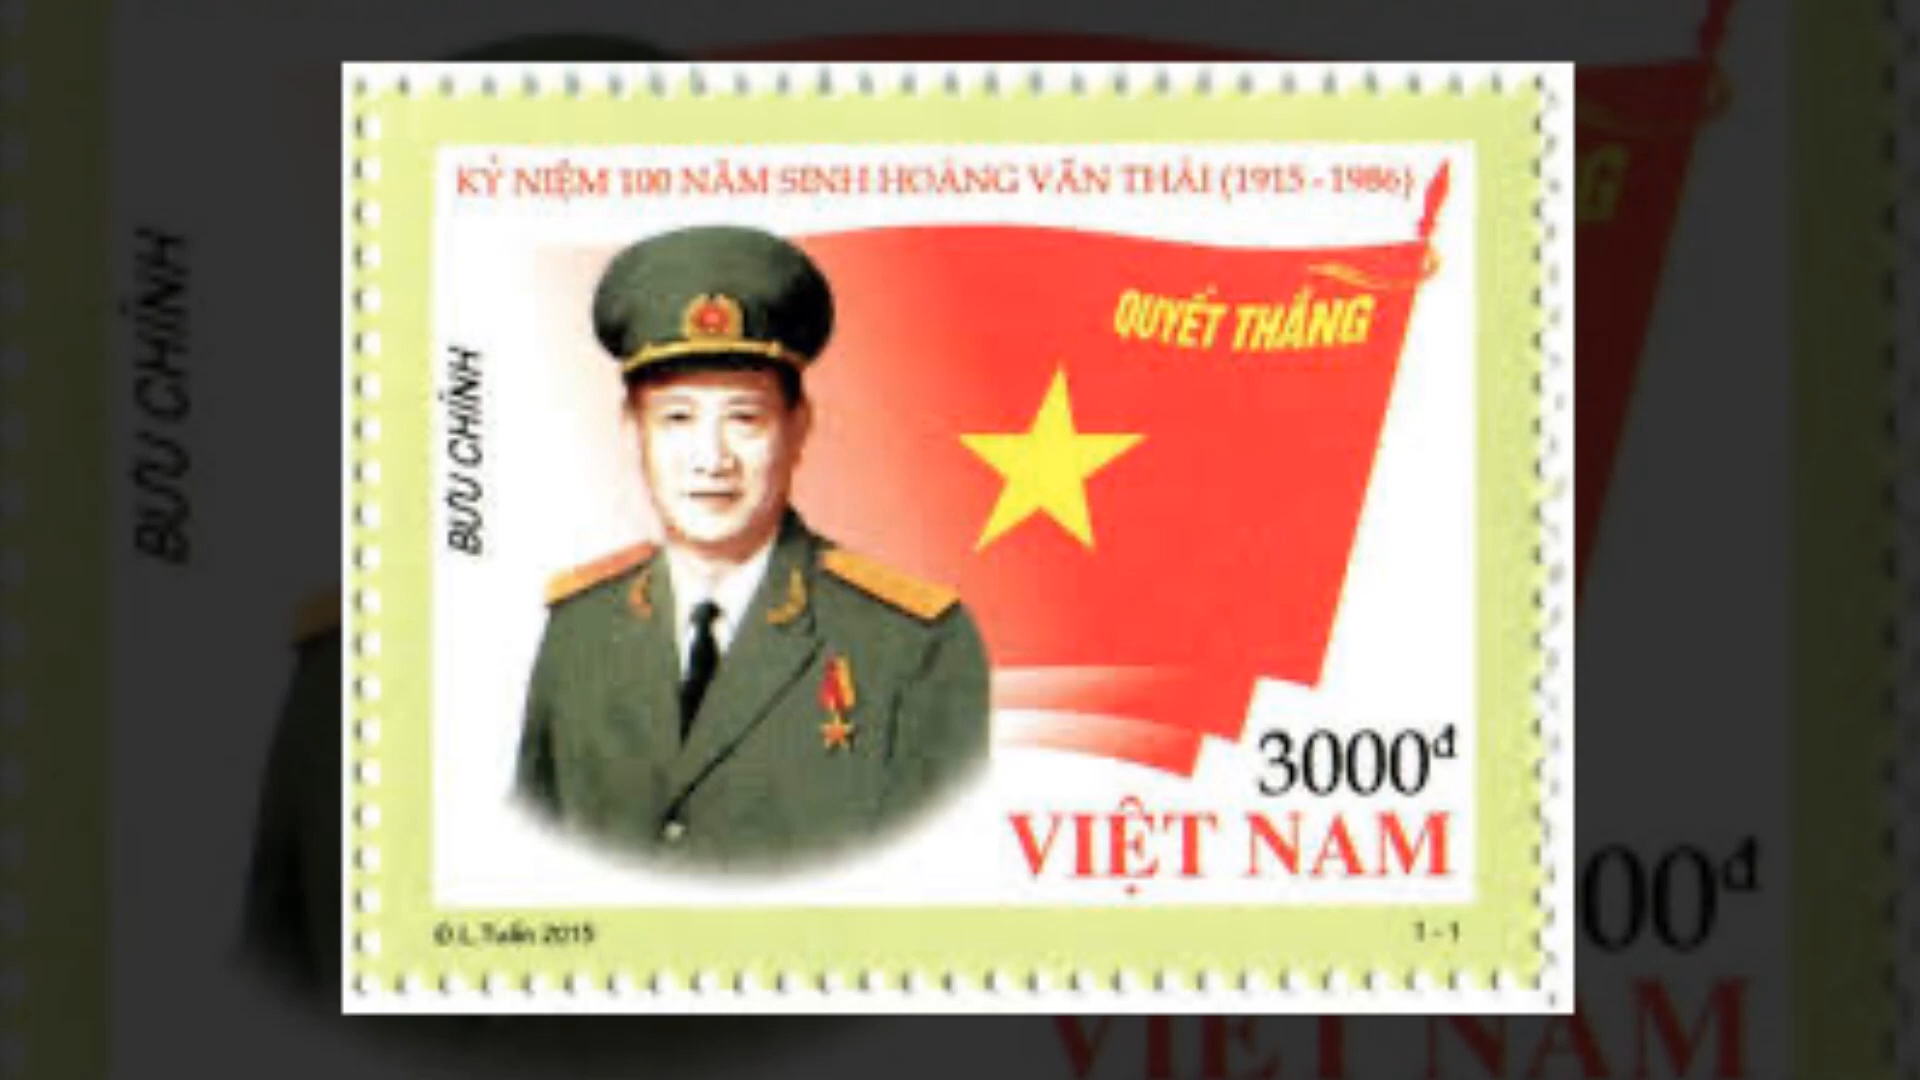 KỶ NIỆM 100 NĂM SINH HOÀNG VĂN THÁI (1915 - 1986)
QUYẾT THẮNG
BƯU CHÍNH
3000đ
VIỆT NAM
© L. Tuấn 2015
1 - 1
G
BƯU CHÍNH
00đ
VIỆT NAM